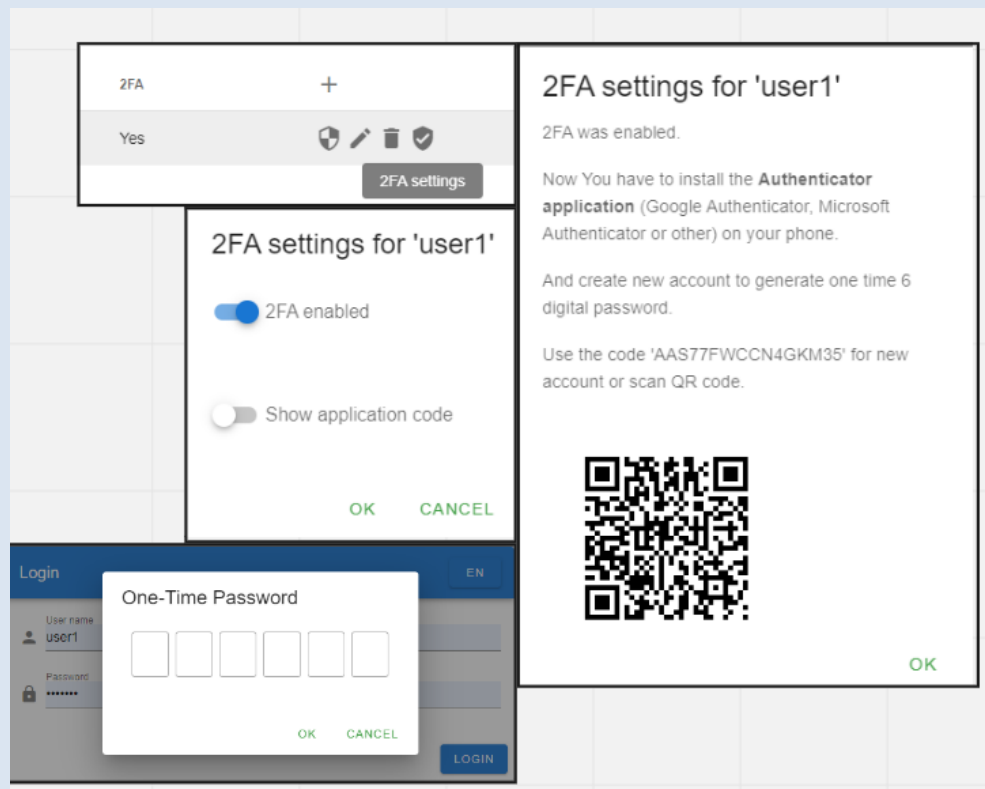 2FA
Yes
2FA settings
2FA settings for 'user1'
2FA enabled
Show application code
OK CANCEL
Login EN
One-Time Password
User name
user1
Password
OK CANCEL
LOGIN
2FA settings for 'user1'
2FA was enabled.
Now You have to install the Authenticator
application (Google Authenticator, Microsoft
Authenticator or other) on your phone.
And create new account to generate one time 6
digital password.
Use the code 'AAS77FWCCN4GKM35' for new
account or scan QR code.
OK